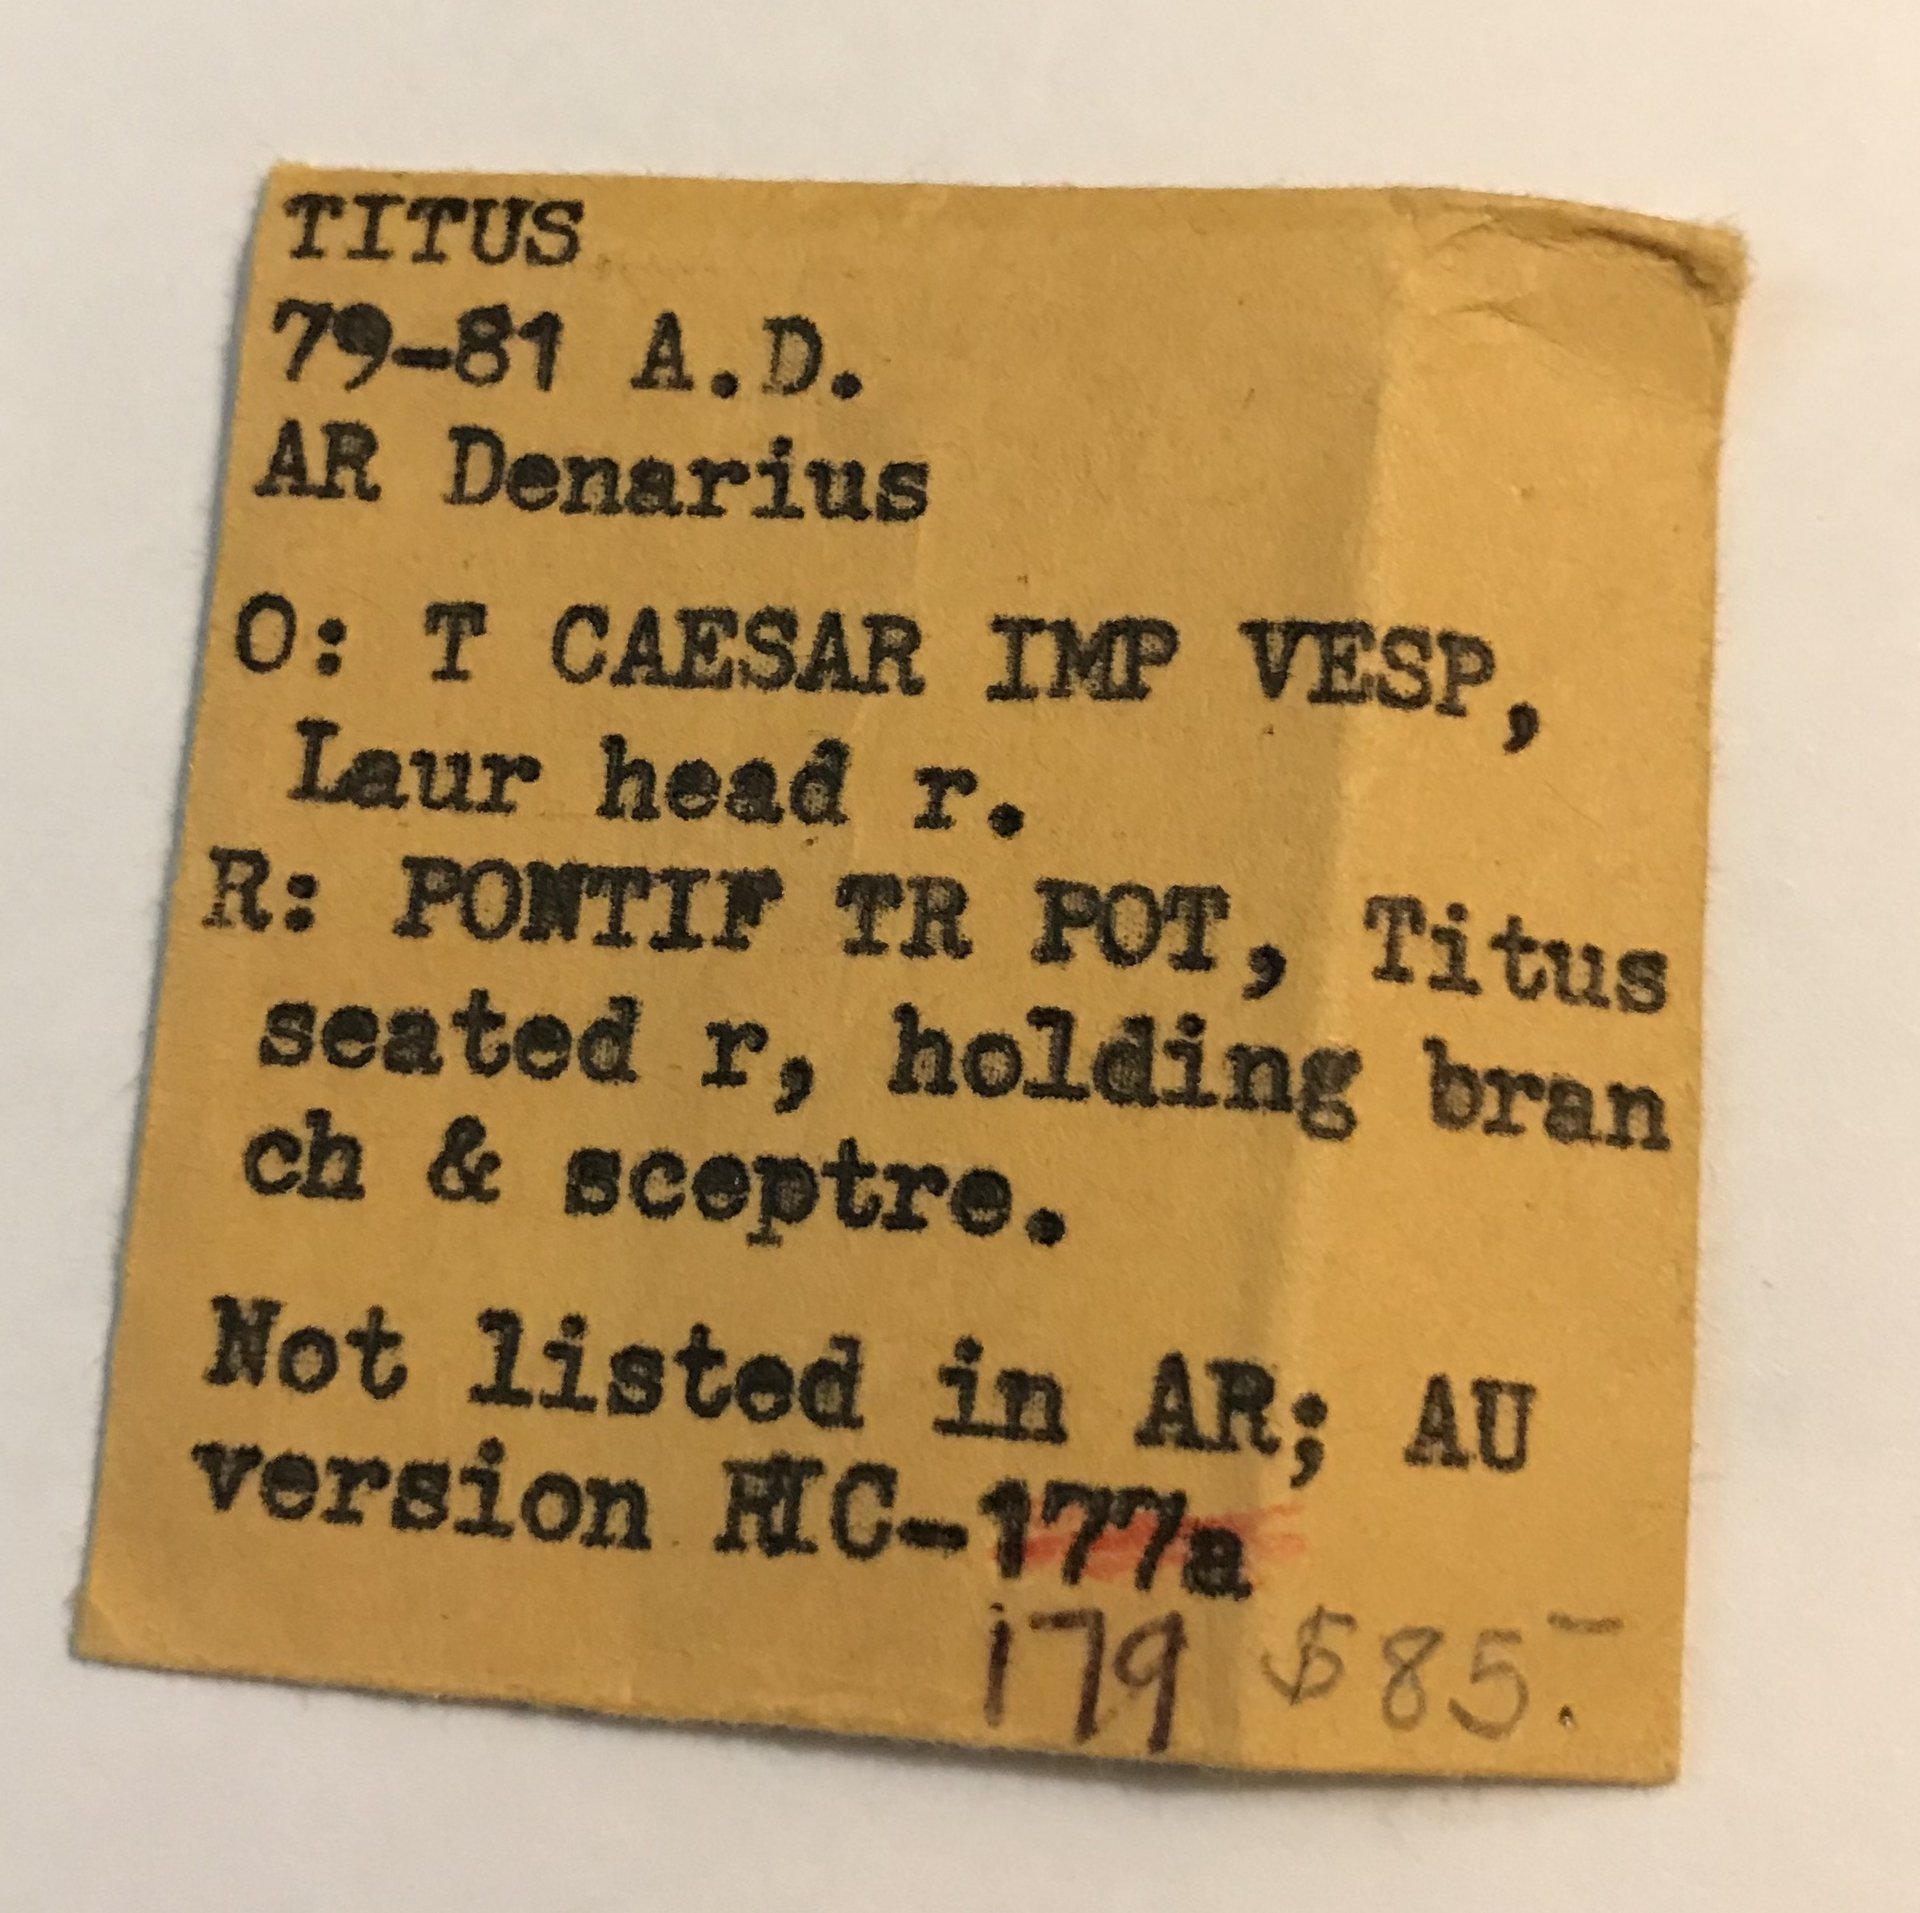 TITUS
79-81 A.D.
AR Denarius
O: T CAESAR IMP VESP,
Laur head r.
R: PONTIF TR POT, Titus
seated r, holding bran
ch & sceptre.
Not listed in AR; AU
version RIC-177a
179 $85.-